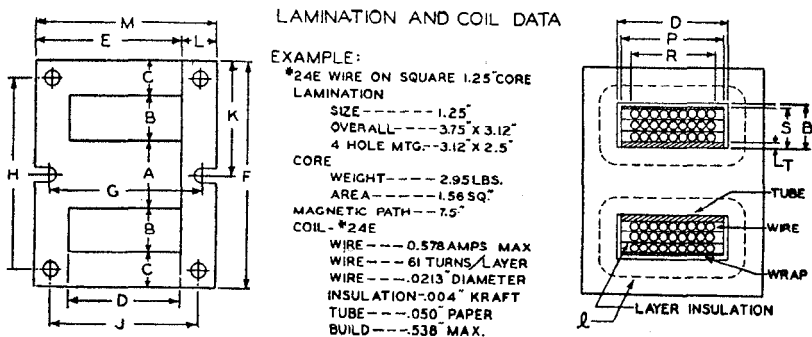 LAMINATION AND COIL DATA
EXAMPLE:
#24E WIRE ON SQUARE 1.25" CORE
LAMINATION
SIZE-----1.25"
OVERALL---3.75" X 3.12"
4 HOLE MTG.--3.12" X 2.5"
CORE
WEIGHT----2.95 LBS.
AREA----1.56 SQ."
MAGNETIC PATH--7.5"
COIL-#24E
WIRE---0.578 AMPS MAX
WIRE---61 TURNS/LAYER
WIRE---.0213" DIAMETER
INSULATION-.004" KRAFT
TUBE---.050" PAPER
BUILD---.538" MAX.
M
E
L
C
B
A
B
C
H
G
K
F
D
J
D
P
R
S
B
T
TUBE
WIRE
WRAP
LAYER INSULATION
ℓ